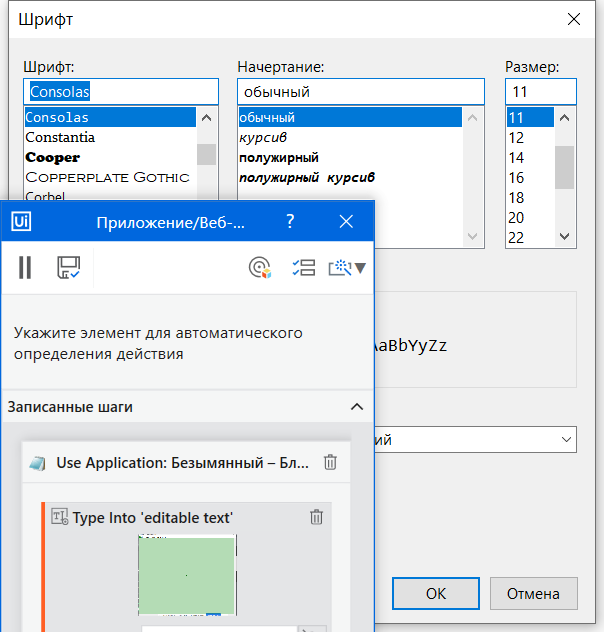 Шрифт
Шрифт:
Начертание:
Размер:
Consolas
обычный
11
Consolas
Constantia
Cooper
Copperplate Gothic
Corbel
обычный
курсив
полужирный
полужирный курсив
11
12
14
16
18
20
22
Ui
Приложение/Веб-...
?
Укажите элемент для автоматического
определения действия
AaBbYyZz
Записанные шаги
ий
Use Application: Безымянный – Бл...
Type Into 'editable text'
OK
Отмена